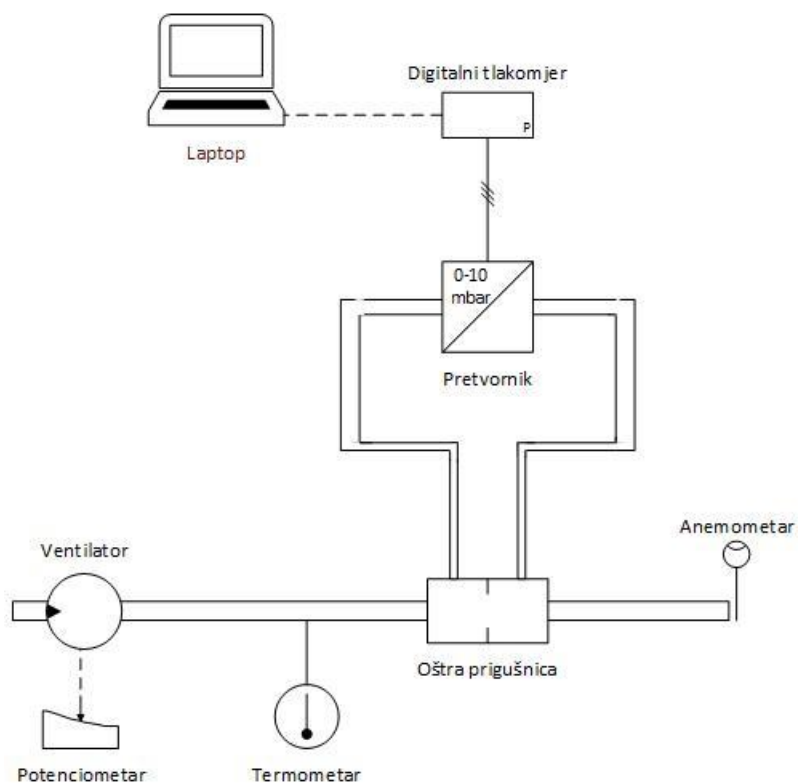 Digitalni tlakomjer
P
Laptop
0-10
mbar
Pretvornik
Anemometar
Ventilator
Oštra prigušnica
Potenciometar
Termometar